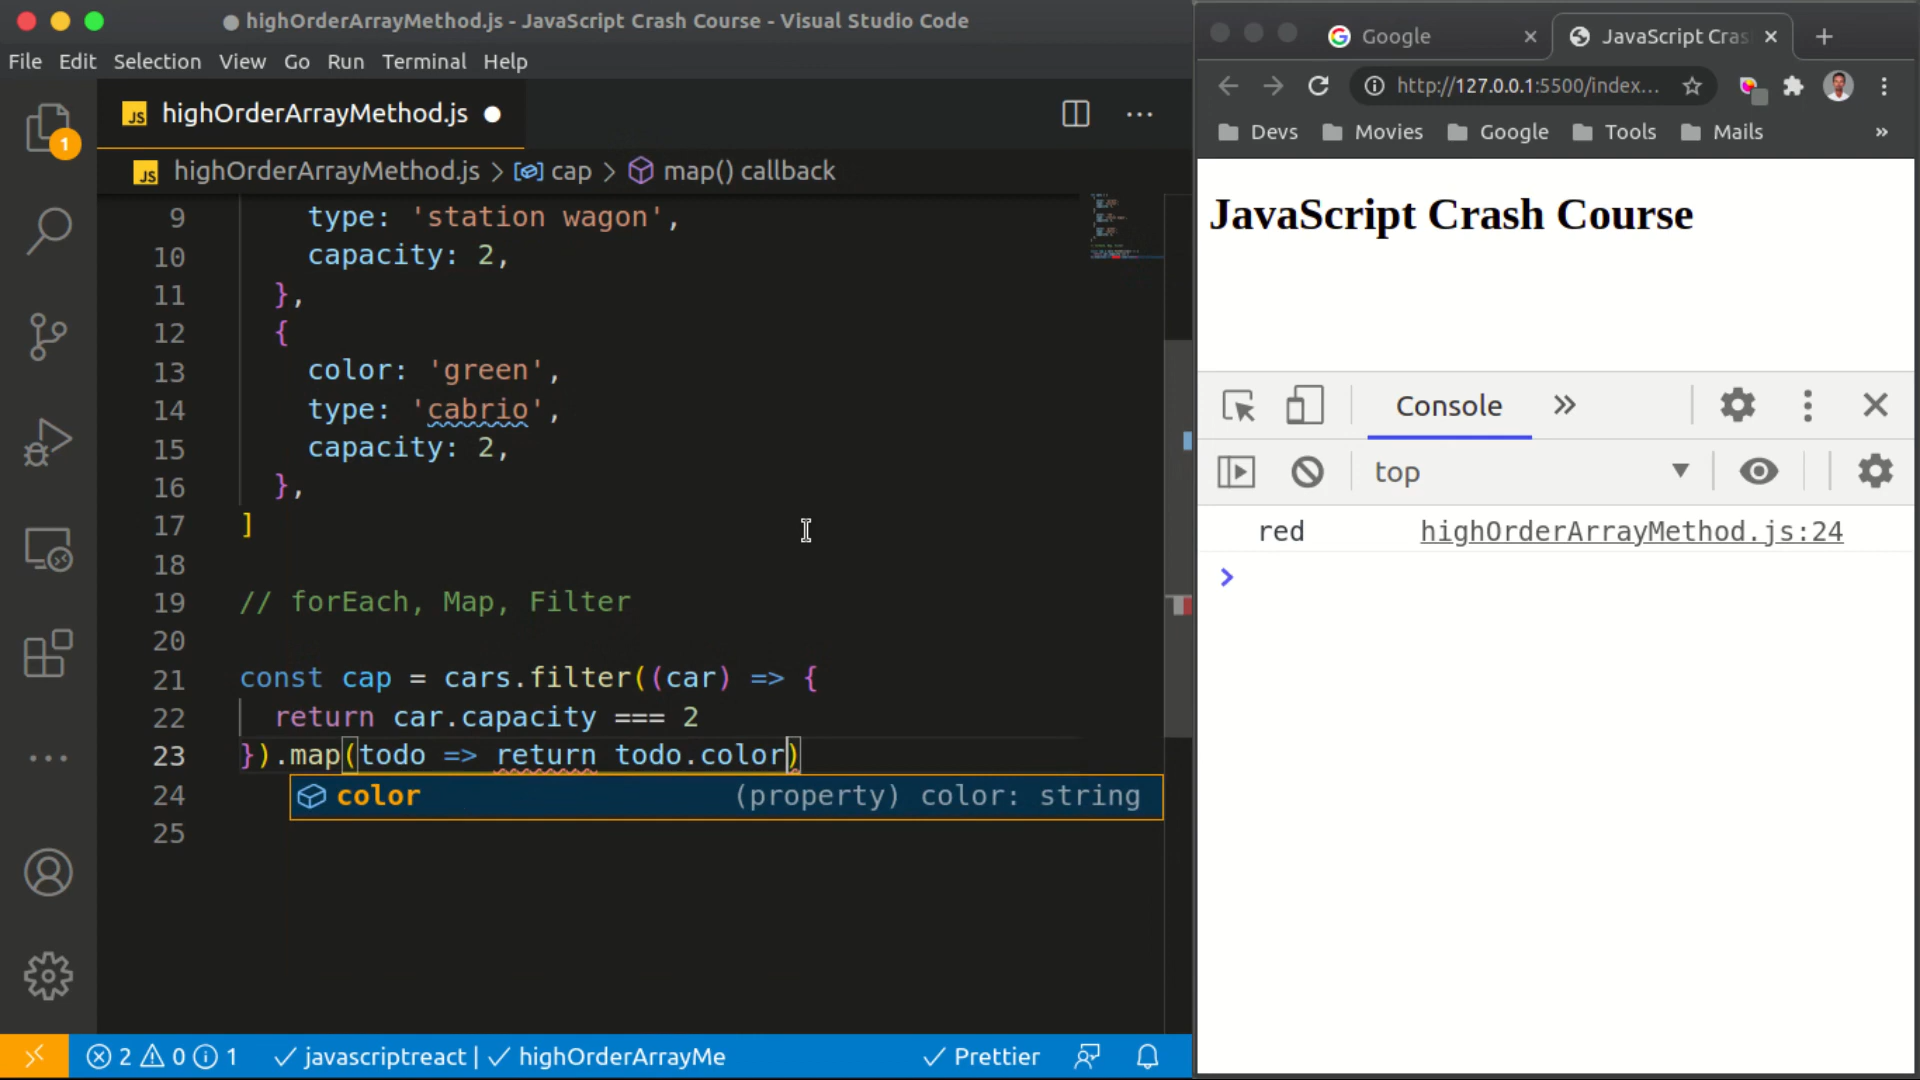 highOrderArrayMethod.js - JavaScript Crash Course - Visual Studio Code
File Edit Selection View Go Run Terminal Help
JS highOrderArrayMethod.js
JS highOrderArrayMethod.js > cap > map() callback
1
9 type: 'station wagon',
10 capacity: 2,
11 },
12 {
13 color: 'green',
14 type: 'cabrio',
15 capacity: 2,
16 },
17 ]
18
19 // forEach, Map, Filter
20
21 const cap = cars.filter((car) => {
22 return car.capacity === 2
23 }).map(todo => return todo.color)
24
color (property) color: string
25
2 0 1 javascriptreact | highOrderArrayMe Prettier
Google
JavaScript Cras
http://127.0.0.1:5500/index...
Devs Movies Google Tools Mails »
JavaScript Crash Course
Console
top
red highOrderArrayMethod.js:24